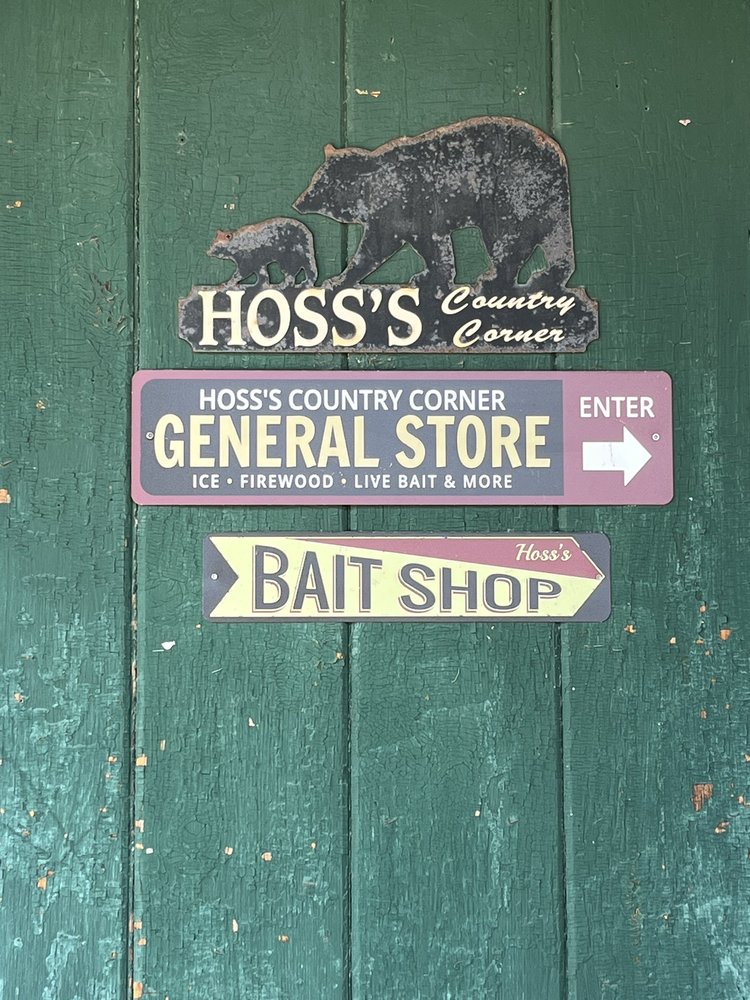 HOSS'S Country
Corner
HOSS'S COUNTRY CORNER
GENERAL STORE
ICE • FIREWOOD • LIVE BAIT & MORE
ENTER
Hoss's
BAIT SHOP